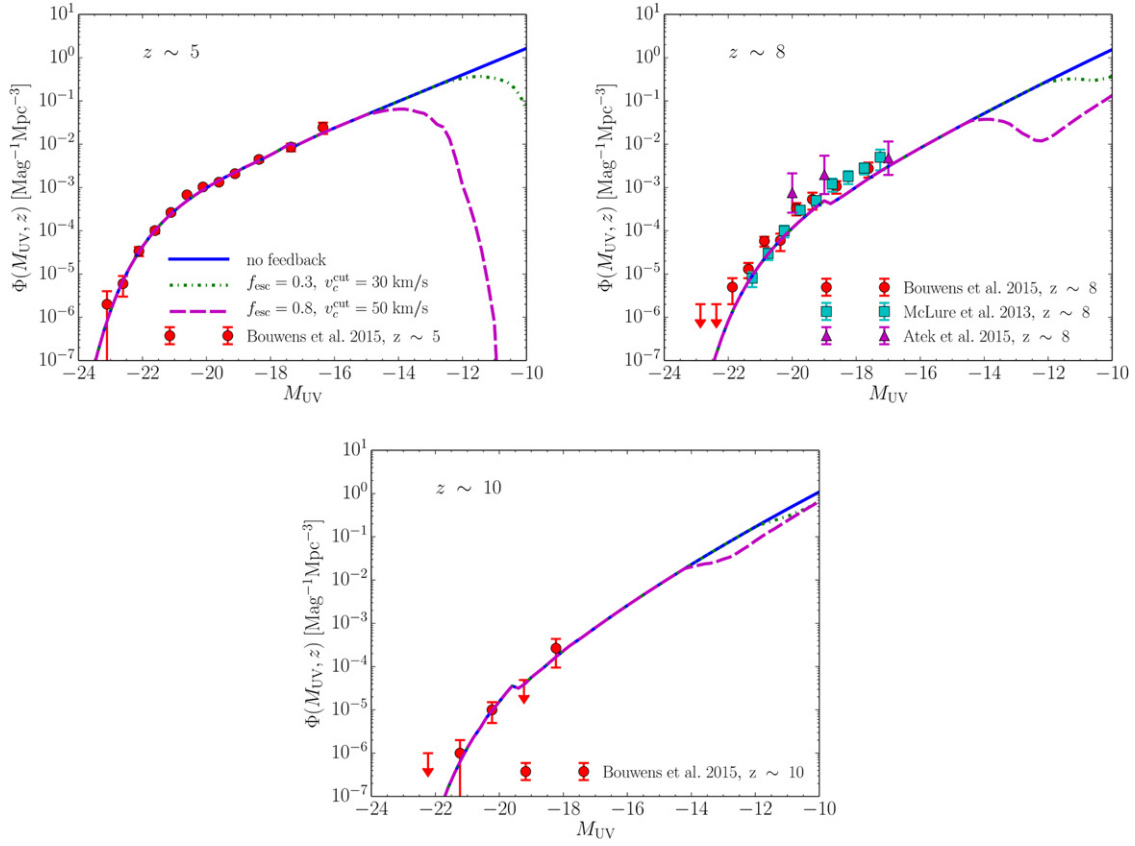 10^1
10^0
10^-1
10^-2
10^-3
10^-4
10^-5
10^-6
10^-7
Φ(M_UV, z) [Mag^-1 Mpc^-3]
z ~ 5
no feedback
f_esc = 0.3, v_c^cut = 30 km/s
f_esc = 0.8, v_c^cut = 50 km/s
Bouwens et al. 2015, z ~ 5
−24 −22 −20 −18 −16 −14 −12 −10
M_UV
10^1
10^0
10^-1
10^-2
10^-3
10^-4
10^-5
10^-6
10^-7
Φ(M_UV, z) [Mag^-1 Mpc^-3]
z ~ 8
Bouwens et al. 2015, z ~ 8
McLure et al. 2013, z ~ 8
Atek et al. 2015, z ~ 8
−24 −22 −20 −18 −16 −14 −12 −10
M_UV
10^1
10^0
10^-1
10^-2
10^-3
10^-4
10^-5
10^-6
10^-7
Φ(M_UV, z) [Mag^-1 Mpc^-3]
z ~ 10
Bouwens et al. 2015, z ~ 10
−24 −22 −20 −18 −16 −14 −12 −10
M_UV